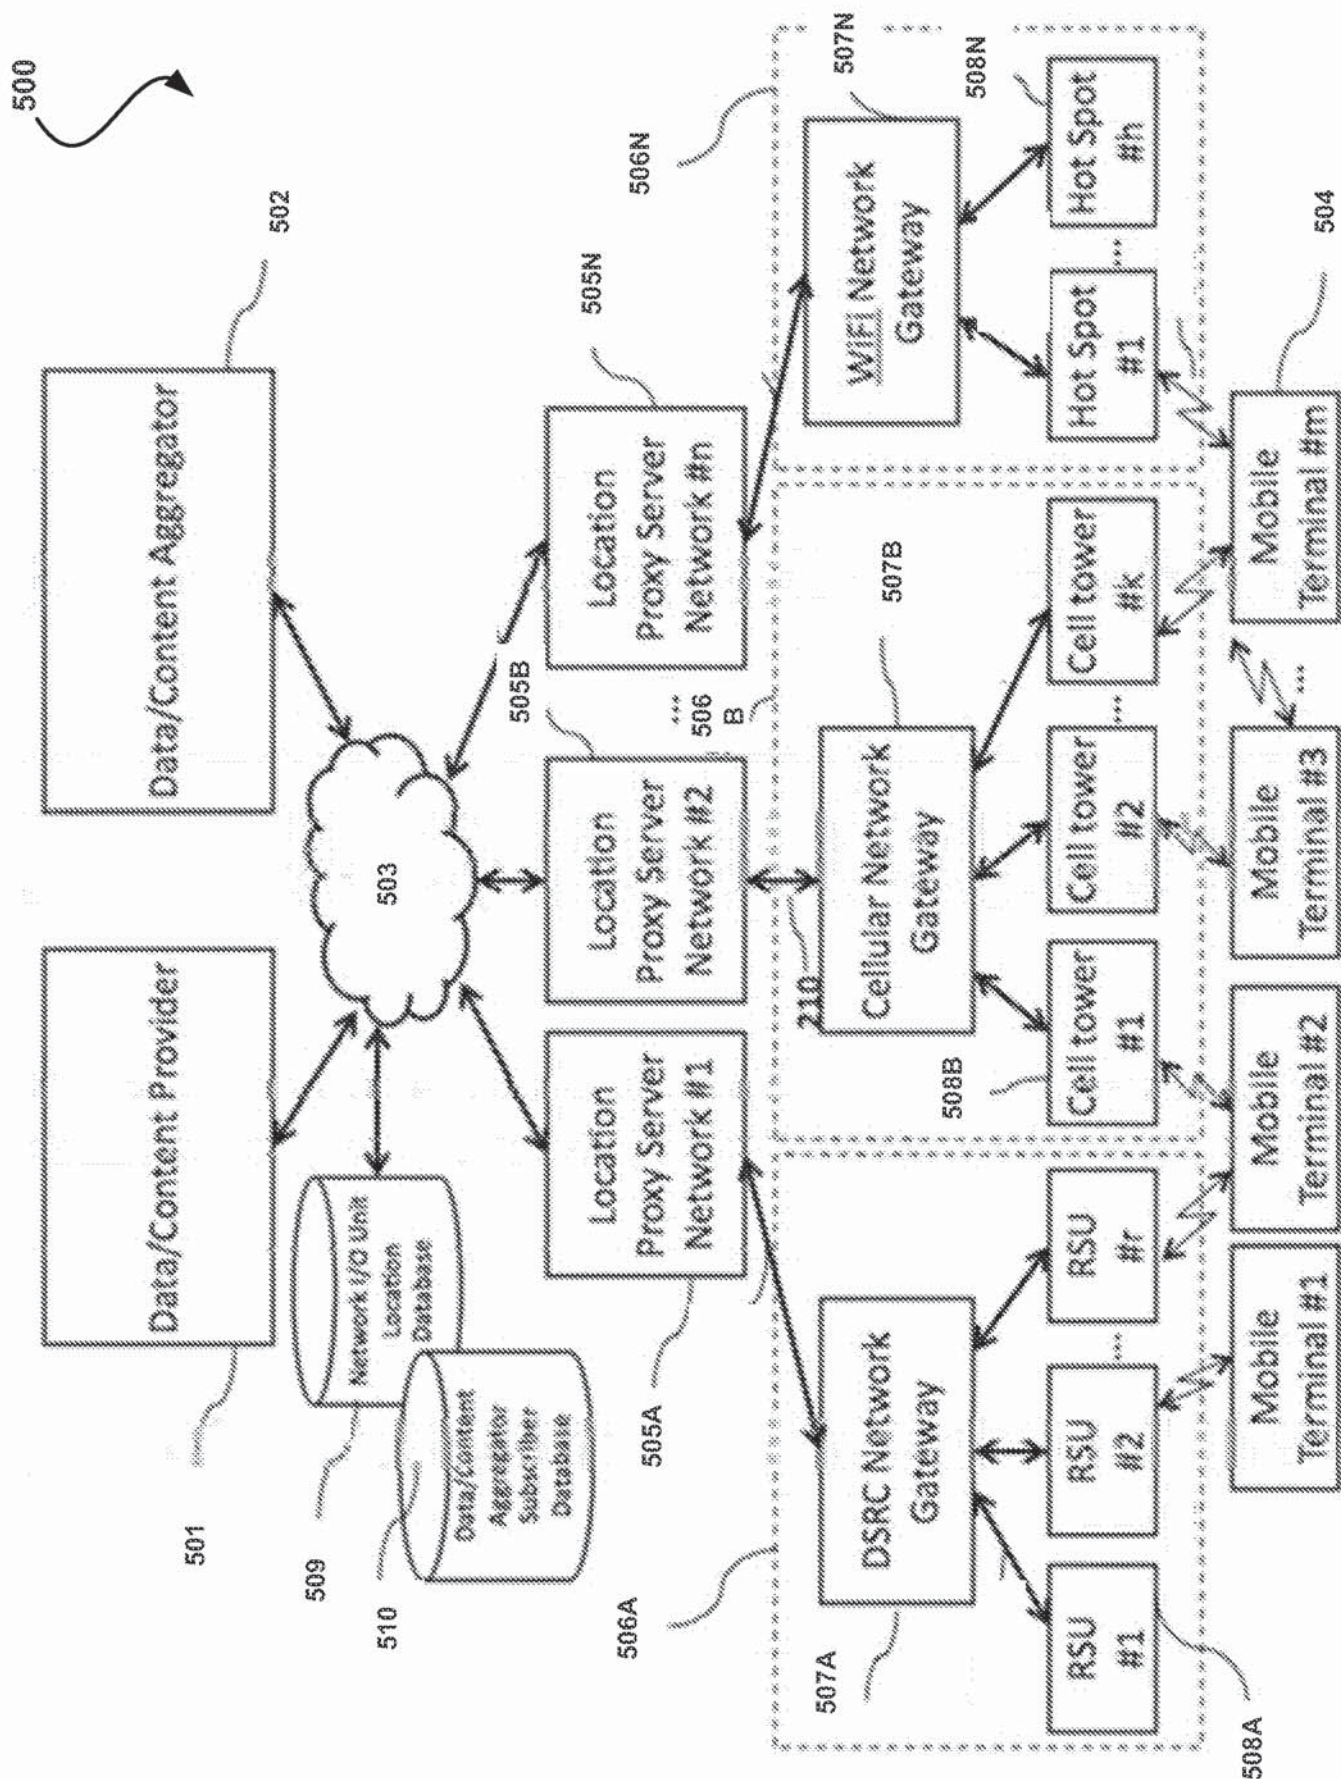 500
Data/Content Provider
501
Data/Content Aggregator
502
503
Network I/O Unit
Location
Database
509
Data/Content
Aggregator
Subscriber
Database
510
Location
Proxy Server
Network #1
505A
Location
Proxy Server
Network #2
505B
...
Location
Proxy Server
Network #n
505N
506A
506
B
506N
210
DSRC Network
Gateway
507A
Cellular Network
Gateway
507B
WIFI Network
Gateway
507N
RSU
#1
508A
RSU
#2
...
RSU
#r
Cell tower
#1
508B
Cell tower
#2
...
Cell tower
#k
Hot Spot
#1
...
Hot Spot
#h
508N
Mobile
Terminal #1
Mobile
Terminal #2
Mobile
Terminal #3
...
Mobile
Terminal #m
504